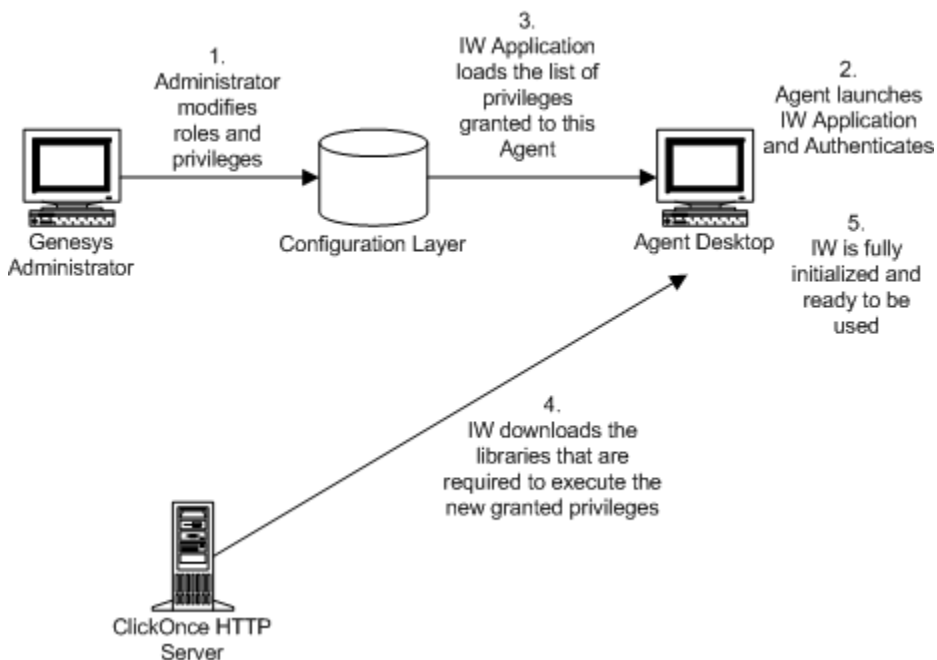 1.
Administrator
modifies
roles and
privileges
3.
IW Application
loads the list of
privileges
granted to this
Agent
2.
Agent launches
IW Application
and Authenticates
Genesys
Administrator
Configuration Layer
Agent Desktop
5.
IW is fully
initialized and
ready to be
used
4.
IW downloads the
libraries that are
required to execute the
new granted privileges
ClickOnce HTTP
Server